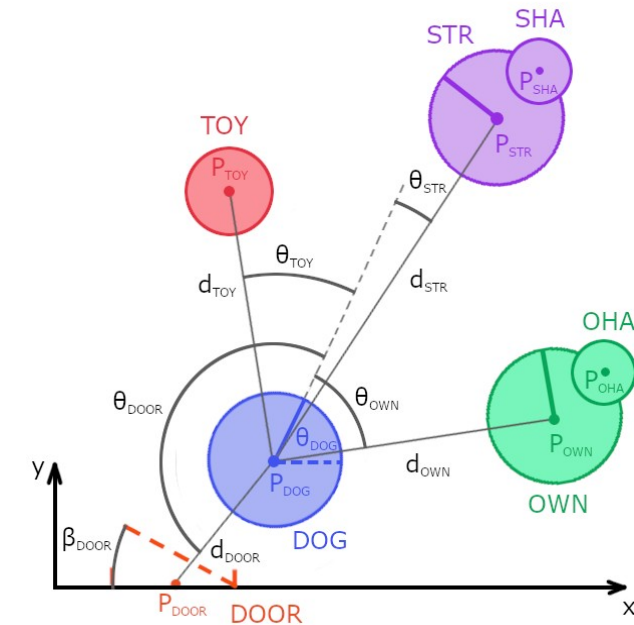 SHA
STR
P_SHA
P_STR
TOY
P_TOY
θ_STR
θ_TOY
d_TOY
d_STR
OHA
P_OHA
θ_DOOR
θ_OWN
P_OWN
θ_DOG
d_OWN
P_DOG
OWN
y
DOG
β_DOOR
d_DOOR
P_DOOR
DOOR
x